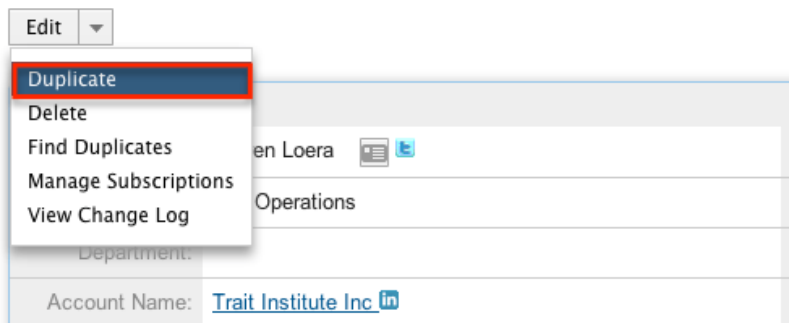 Edit
Duplicate
Delete
Find Duplicates
Manage Subscriptions
View Change Log
en Loera
Operations
Department:
Account Name: Trait Institute Inc in